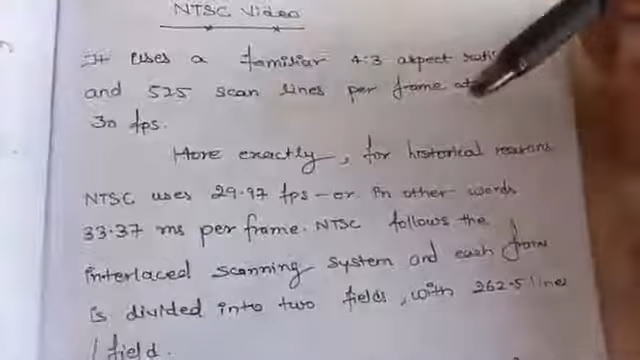 NTSC Video
It uses a familiar 4:3 aspect
and 525 scan lines per frame at
30 fps.
More exactly, for historical reasons
NTSC uses 29.97 fps - or in other words
33.37 ms per frame. NTSC follows the
interlaced scanning system and each
is divided into two fields, with 262.5 lines
/ field.